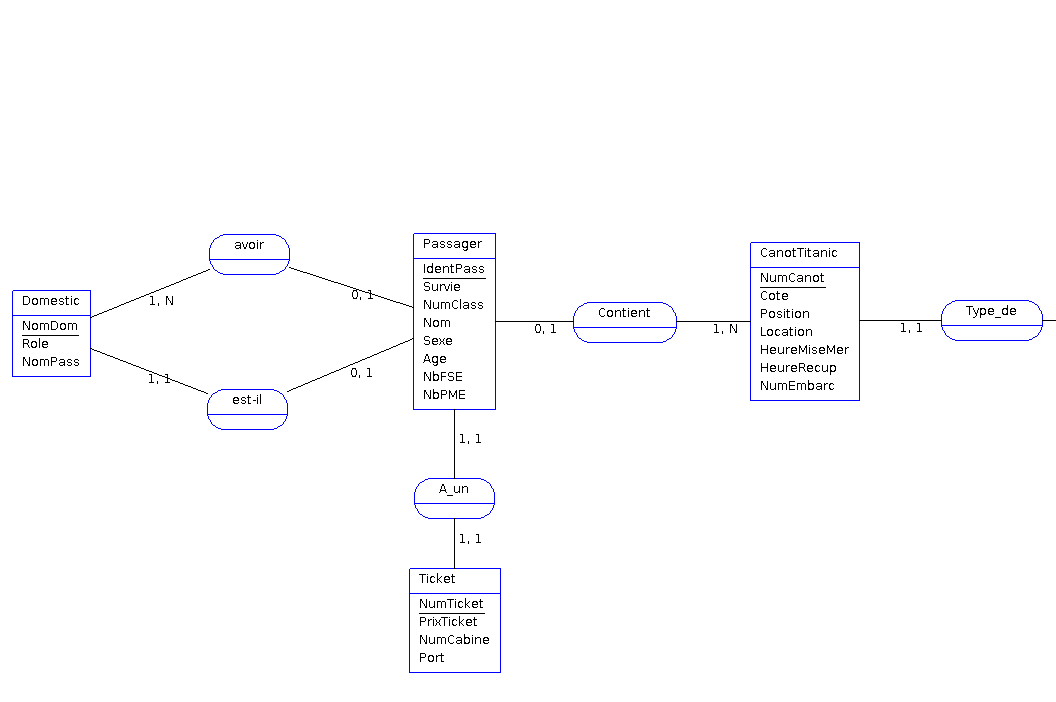 avoir
1, N
0, 1
Domestic
NomDom
Role
NomPass
1, 1
0, 1
est-il
Passager
IdentPass
Survie
NumClass
Nom
Sexe
Age
NbFSE
NbPME
0, 1
Contient
1, N
CanotTitanic
NumCanot
Cote
Position
Location
HeureMiseMer
HeureRecup
NumEmbarc
1, 1
Type_de
1, 1
A_un
1, 1
Ticket
NumTicket
PrixTicket
NumCabine
Port